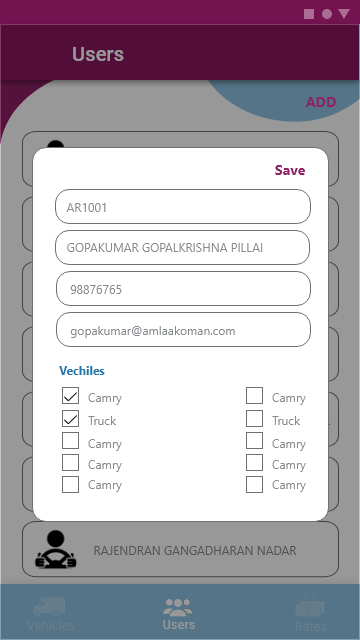 Users
ADD
Save
AR1001
GOPAKUMAR GOPALKRISHNA PILLAI
98876765
gopakumar@amlaakoman.com
Vechiles
Camry Camry
Truck Truck
Camry Camry
Camry Camry
Camry Camry
RAJENDRAN GANGADHARAN NADAR
Vehicles Users Rates